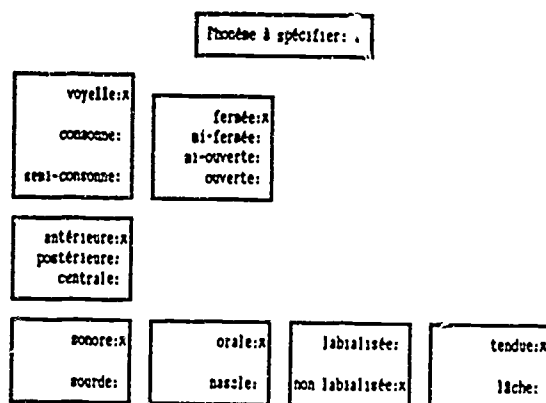 Phonème à spécifier: .
voyelle:x
consonne:
semi-consonne:
fermée:x
mi-fermée:
mi-ouverte:
ouverte:
antérieure:x
postérieure:
centrale:
sonore:x
sourde:
orale:x
nasale:
labialisée:
non labialisée:x
tendue:x
lâche: